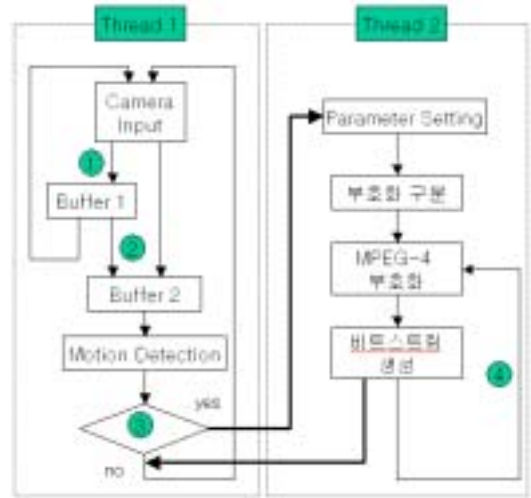 Thread 1
Camera
Input
1
Buffer 1
2
Buffer 2
Motion Detection
3
yes
no
Thread 2
Parameter Setting
부호화 구분
MPEG-4
부호화
비트스트림
생성
4